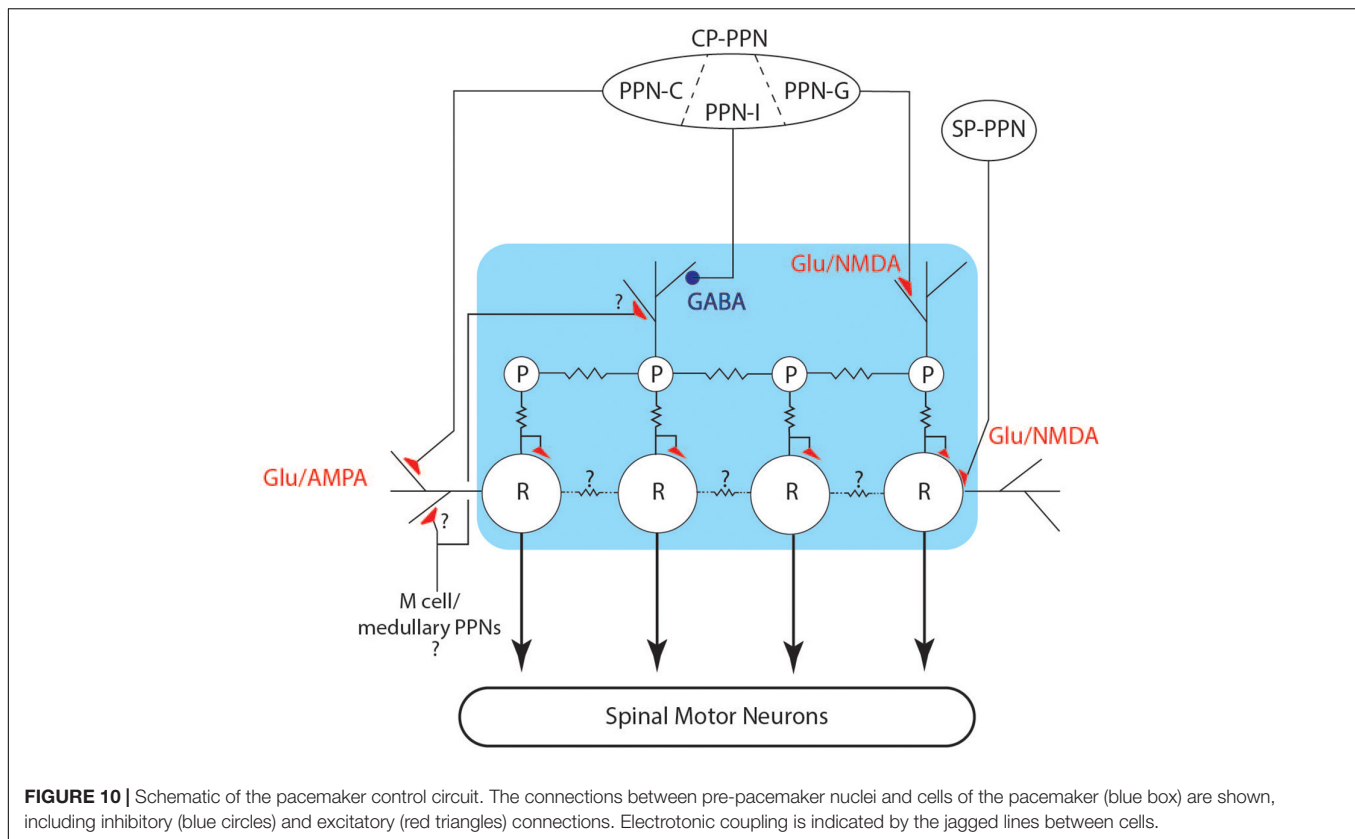 CP-PPN
PPN-C
PPN-I
PPN-G
SP-PPN
Glu/NMDA
?
GABA
P
P
P
P
Glu/NMDA
Glu/AMPA
R
?
R
?
R
?
R
?
M cell/
medullary PPNs
?
Spinal Motor Neurons
FIGURE 10 | Schematic of the pacemaker control circuit. The connections between pre-pacemaker nuclei and cells of the pacemaker (blue box) are shown,
including inhibitory (blue circles) and excitatory (red triangles) connections. Electrotonic coupling is indicated by the jagged lines between cells.